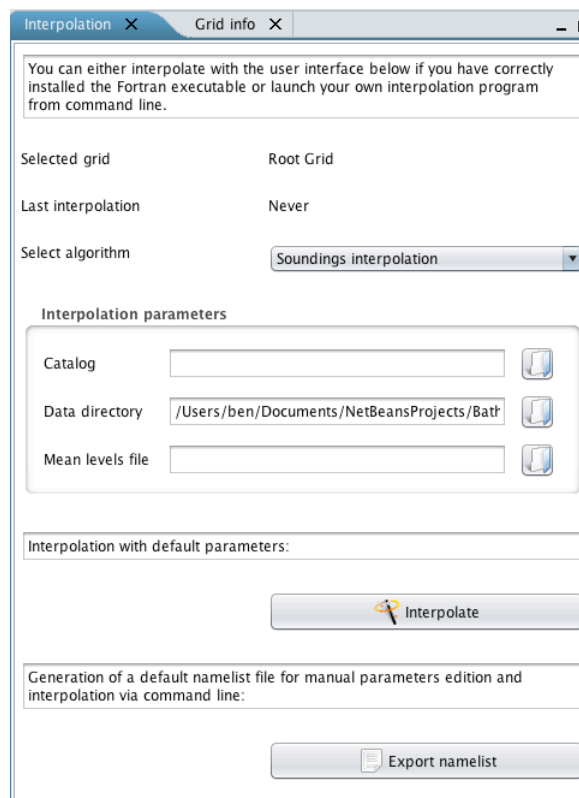 Interpolation
Grid info
You can either interpolate with the user interface below if you have correctly
installed the Fortran executable or launch your own interpolation program
from command line.
Selected grid Root Grid
Last interpolation Never
Select algorithm Soundings interpolation
Interpolation parameters
Catalog
Data directory /Users/ben/Documents/NetBeansProjects/Bath
Mean levels file
Interpolation with default parameters:
Interpolate
Generation of a default namelist file for manual parameters edition and
interpolation via command line:
Export namelist